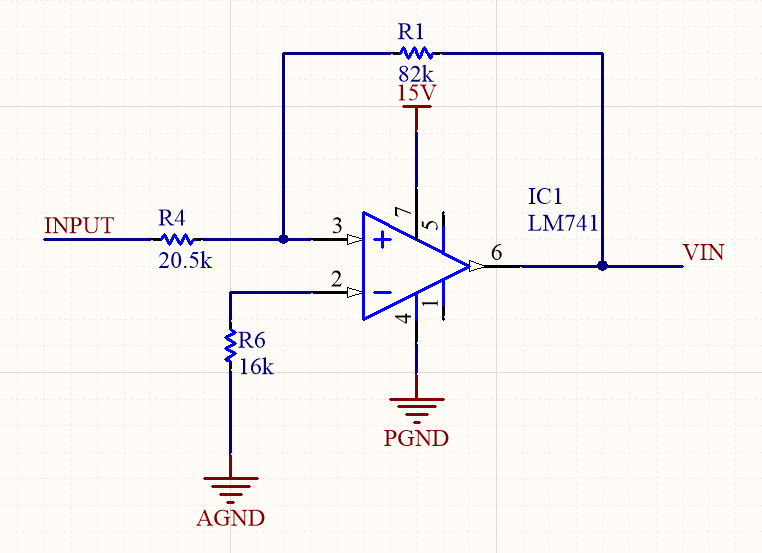 R1
82k
15V
IC1
LM741
INPUT
R4
20.5k
3
7
5
+
6
VIN
2
−
4
1
R6
16k
PGND
AGND